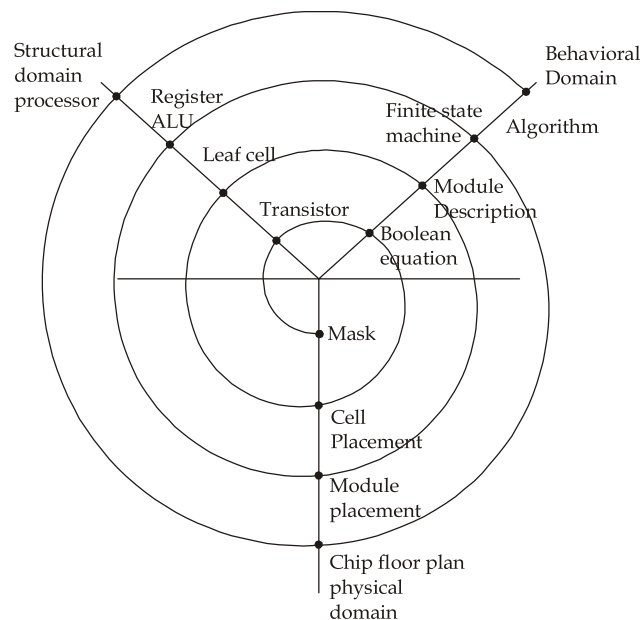 Structural
domain
processor
Behavioral
Domain
Register
ALU
Finite state
machine
Algorithm
Leaf cell
Module
Description
Transistor
Boolean
equation
Mask
Cell
Placement
Module
placement
Chip floor plan
physical
domain